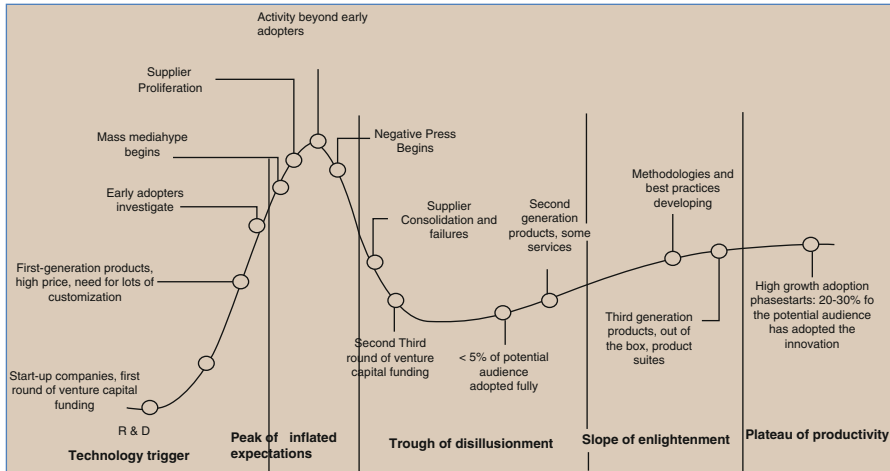 Activity beyond early
adopters
Supplier
Proliferation
Mass mediahype
begins
Negative Press
Begins
Early adopters
investigate
First-generation products,
high price, need for lots of
customization
Start-up companies, first
round of venture capital
funding
R & D
Supplier
Consolidation and
failures
Second Third
round of venture
capital funding
< 5% of potential
audience
adopted fully
Second
generation
products, some
services
Methodologies and
best practices
developing
Third generation
products, out of
the box, product
suites
High growth adoption
phasestarts: 20-30% fo
the potential audience
has adopted the
innovation
Technology trigger
Peak of inflated
expectations
Trough of disillusionment
Slope of enlightenment
Plateau of productivity